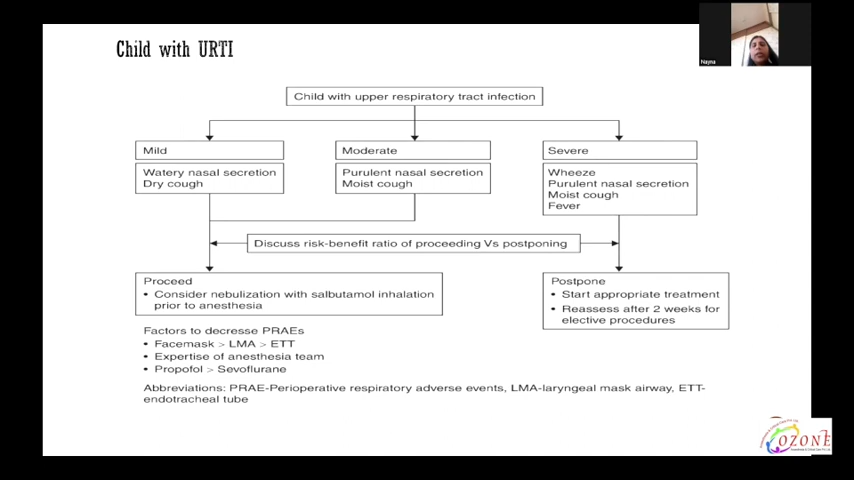 Child with URTI
Nayna
Child with upper respiratory tract infection
Mild
Watery nasal secretion
Dry cough
Moderate
Purulent nasal secretion
Moist cough
Severe
Wheeze
Purulent nasal secretion
Moist cough
Fever
Discuss risk-benefit ratio of proceeding Vs postponing
Proceed
• Consider nebulization with salbutamol inhalation
prior to anesthesia
Postpone
• Start appropriate treatment
• Reassess after 2 weeks for
elective procedures
Factors to decresse PRAEs
• Facemask > LMA > ETT
• Expertise of anesthesia team
• Propofol > Sevoflurane
Abbreviations: PRAE-Perioperative respiratory adverse events, LMA-laryngeal mask airway, ETT-
endotracheal tube
OZONE